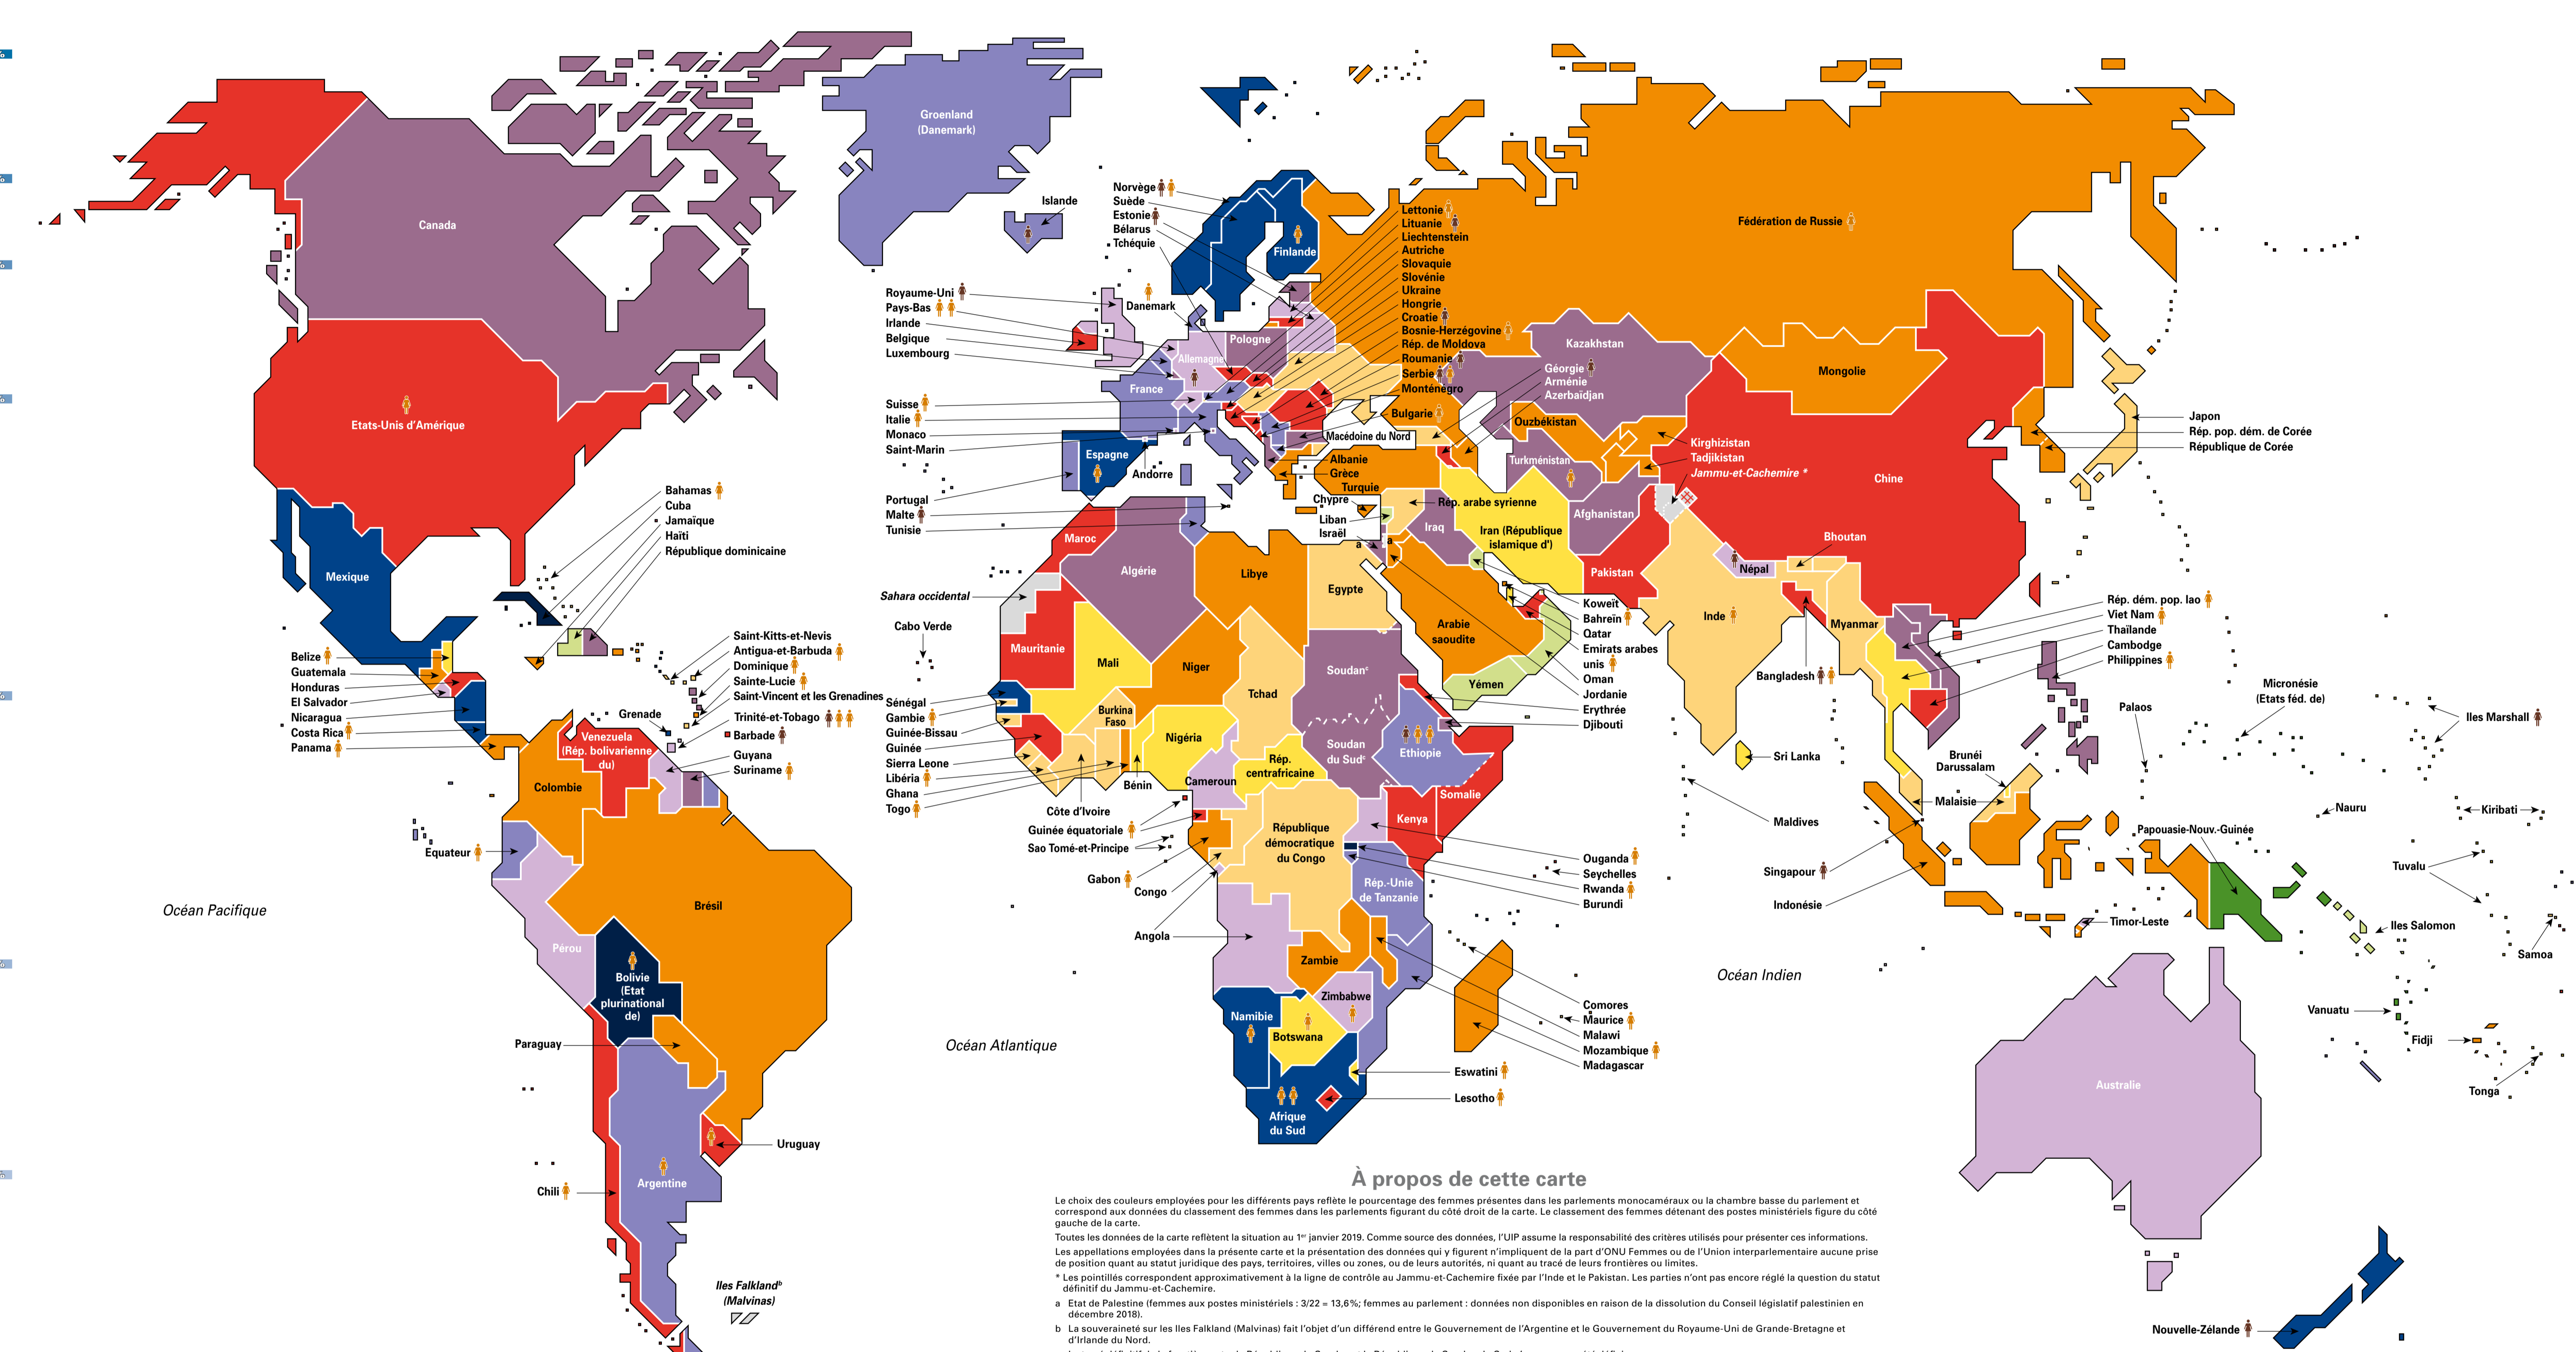 Groenland
(Danemark)
Islande
Canada
Etats-Unis d'Amérique
Mexique
Bahamas
Cuba
Jamaïque
Haïti
République dominicaine
Belize
Guatemala
Honduras
El Salvador
Nicaragua
Costa Rica
Panama
Saint-Kitts-et-Nevis
Antigua-et-Barbuda
Dominique
Sainte-Lucie
Saint-Vincent et les Grenadines
Grenade
Trinité-et-Tobago
Barbade
Guyana
Suriname
Venezuela
(Rép. bolivarienne
du)
Colombie
Equateur
Pérou
Brésil
Bolivie
(Etat
plurinational
de)
Paraguay
Uruguay
Chili
Argentine
Iles Falklandᵇ
(Malvinas)
Océan Pacifique
Océan Atlantique
Océan Indien
Norvège
Suède
Estonie
Bélarus
Tchéquie
Finlande
Royaume-Uni
Pays-Bas
Irlande
Belgique
Luxembourg
Danemark
Pologne
Allemagne
France
Suisse
Italie
Monaco
Saint-Marin
Espagne
Andorre
Portugal
Malte
Tunisie
Lettonie
Lituanie
Liechtenstein
Autriche
Slovaquie
Slovénie
Ukraine
Hongrie
Croatie
Bosnie-Herzégovine
Rép. de Moldova
Roumanie
Serbie
Monténégro
Bulgarie
Macédoine du Nord
Albanie
Grèce
Turquie
Chypre
Liban
Israël
a
a
Géorgie
Arménie
Azerbaïdjan
Fédération de Russie
Kazakhstan
Mongolie
Ouzbékistan
Turkménistan
Kirghizistan
Tadjikistan
Jammu-et-Cachemire *
Chine
Japon
Rép. pop. dém. de Corée
République de Corée
Rép. arabe syrienne
Iraq
Iran (République
islamique d')
Afghanistan
Pakistan
Inde
Népal
Bhoutan
Bangladesh
Myanmar
Sri Lanka
Maldives
Rép. dém. pop. lao
Viet Nam
Thaïlande
Cambodge
Philippines
Brunéi
Darussalam
Malaisie
Singapour
Indonésie
Timor-Leste
Papouasie-Nouv.-Guinée
Palaos
Micronésie
(Etats féd. de)
Iles Marshall
Nauru
Kiribati
Tuvalu
Iles Salomon
Samoa
Vanuatu
Fidji
Tonga
Australie
Nouvelle-Zélande
Arabie
saoudite
Yémen
Koweït
Bahreïn
Qatar
Emirats arabes
unis
Oman
Jordanie
Erythrée
Djibouti
Maroc
Algérie
Libye
Egypte
Sahara occidental
Cabo Verde
Mauritanie
Mali
Niger
Tchad
Soudanᶜ
Soudan
du Sudᶜ
Ethiopie
Somalie
Kenya
Sénégal
Gambie
Guinée-Bissau
Guinée
Sierra Leone
Libéria
Ghana
Togo
Burkina
Faso
Bénin
Côte d'Ivoire
Nigéria
Cameroun
Rép.
centrafricaine
Guinée équatoriale
Sao Tomé-et-Principe
Gabon
Congo
République
démocratique
du Congo
Angola
Rép.-Unie
de Tanzanie
Ouganda
Seychelles
Rwanda
Burundi
Zambie
Zimbabwe
Namibie
Botswana
Afrique
du Sud
Comores
Maurice
Malawi
Mozambique
Madagascar
Eswatini
Lesotho
À propos de cette carte
Le choix des couleurs employées pour les différents pays reflète le pourcentage des femmes présentes dans les parlements monocaméraux ou la chambre basse du parlement et
correspond aux données du classement des femmes dans les parlements figurant du côté droit de la carte. Le classement des femmes détenant des postes ministériels figure du côté
gauche de la carte.
Toutes les données de la carte reflètent la situation au 1ᵉʳ janvier 2019. Comme source des données, l'UIP assume la responsabilité des critères utilisés pour présenter ces informations.
Les appellations employées dans la présente carte et la présentation des données qui y figurent n'impliquent de la part d'ONU Femmes ou de l'Union interparlementaire aucune prise
de position quant au statut juridique des pays, territoires, villes ou zones, ou de leurs autorités, ni quant au tracé de leurs frontières ou limites.
* Les pointillés correspondent approximativement à la ligne de contrôle au Jammu-et-Cachemire fixée par l'Inde et le Pakistan. Les parties n'ont pas encore réglé la question du statut
définitif du Jammu-et-Cachemire.
a Etat de Palestine (femmes aux postes ministériels : 3/22 = 13,6%; femmes au parlement : données non disponibles en raison de la dissolution du Conseil législatif palestinien en
décembre 2018).
b La souveraineté sur les Iles Falkland (Malvinas) fait l'objet d'un différend entre le Gouvernement de l'Argentine et le Gouvernement du Royaume-Uni de Grande-Bretagne et
d'Irlande du Nord.